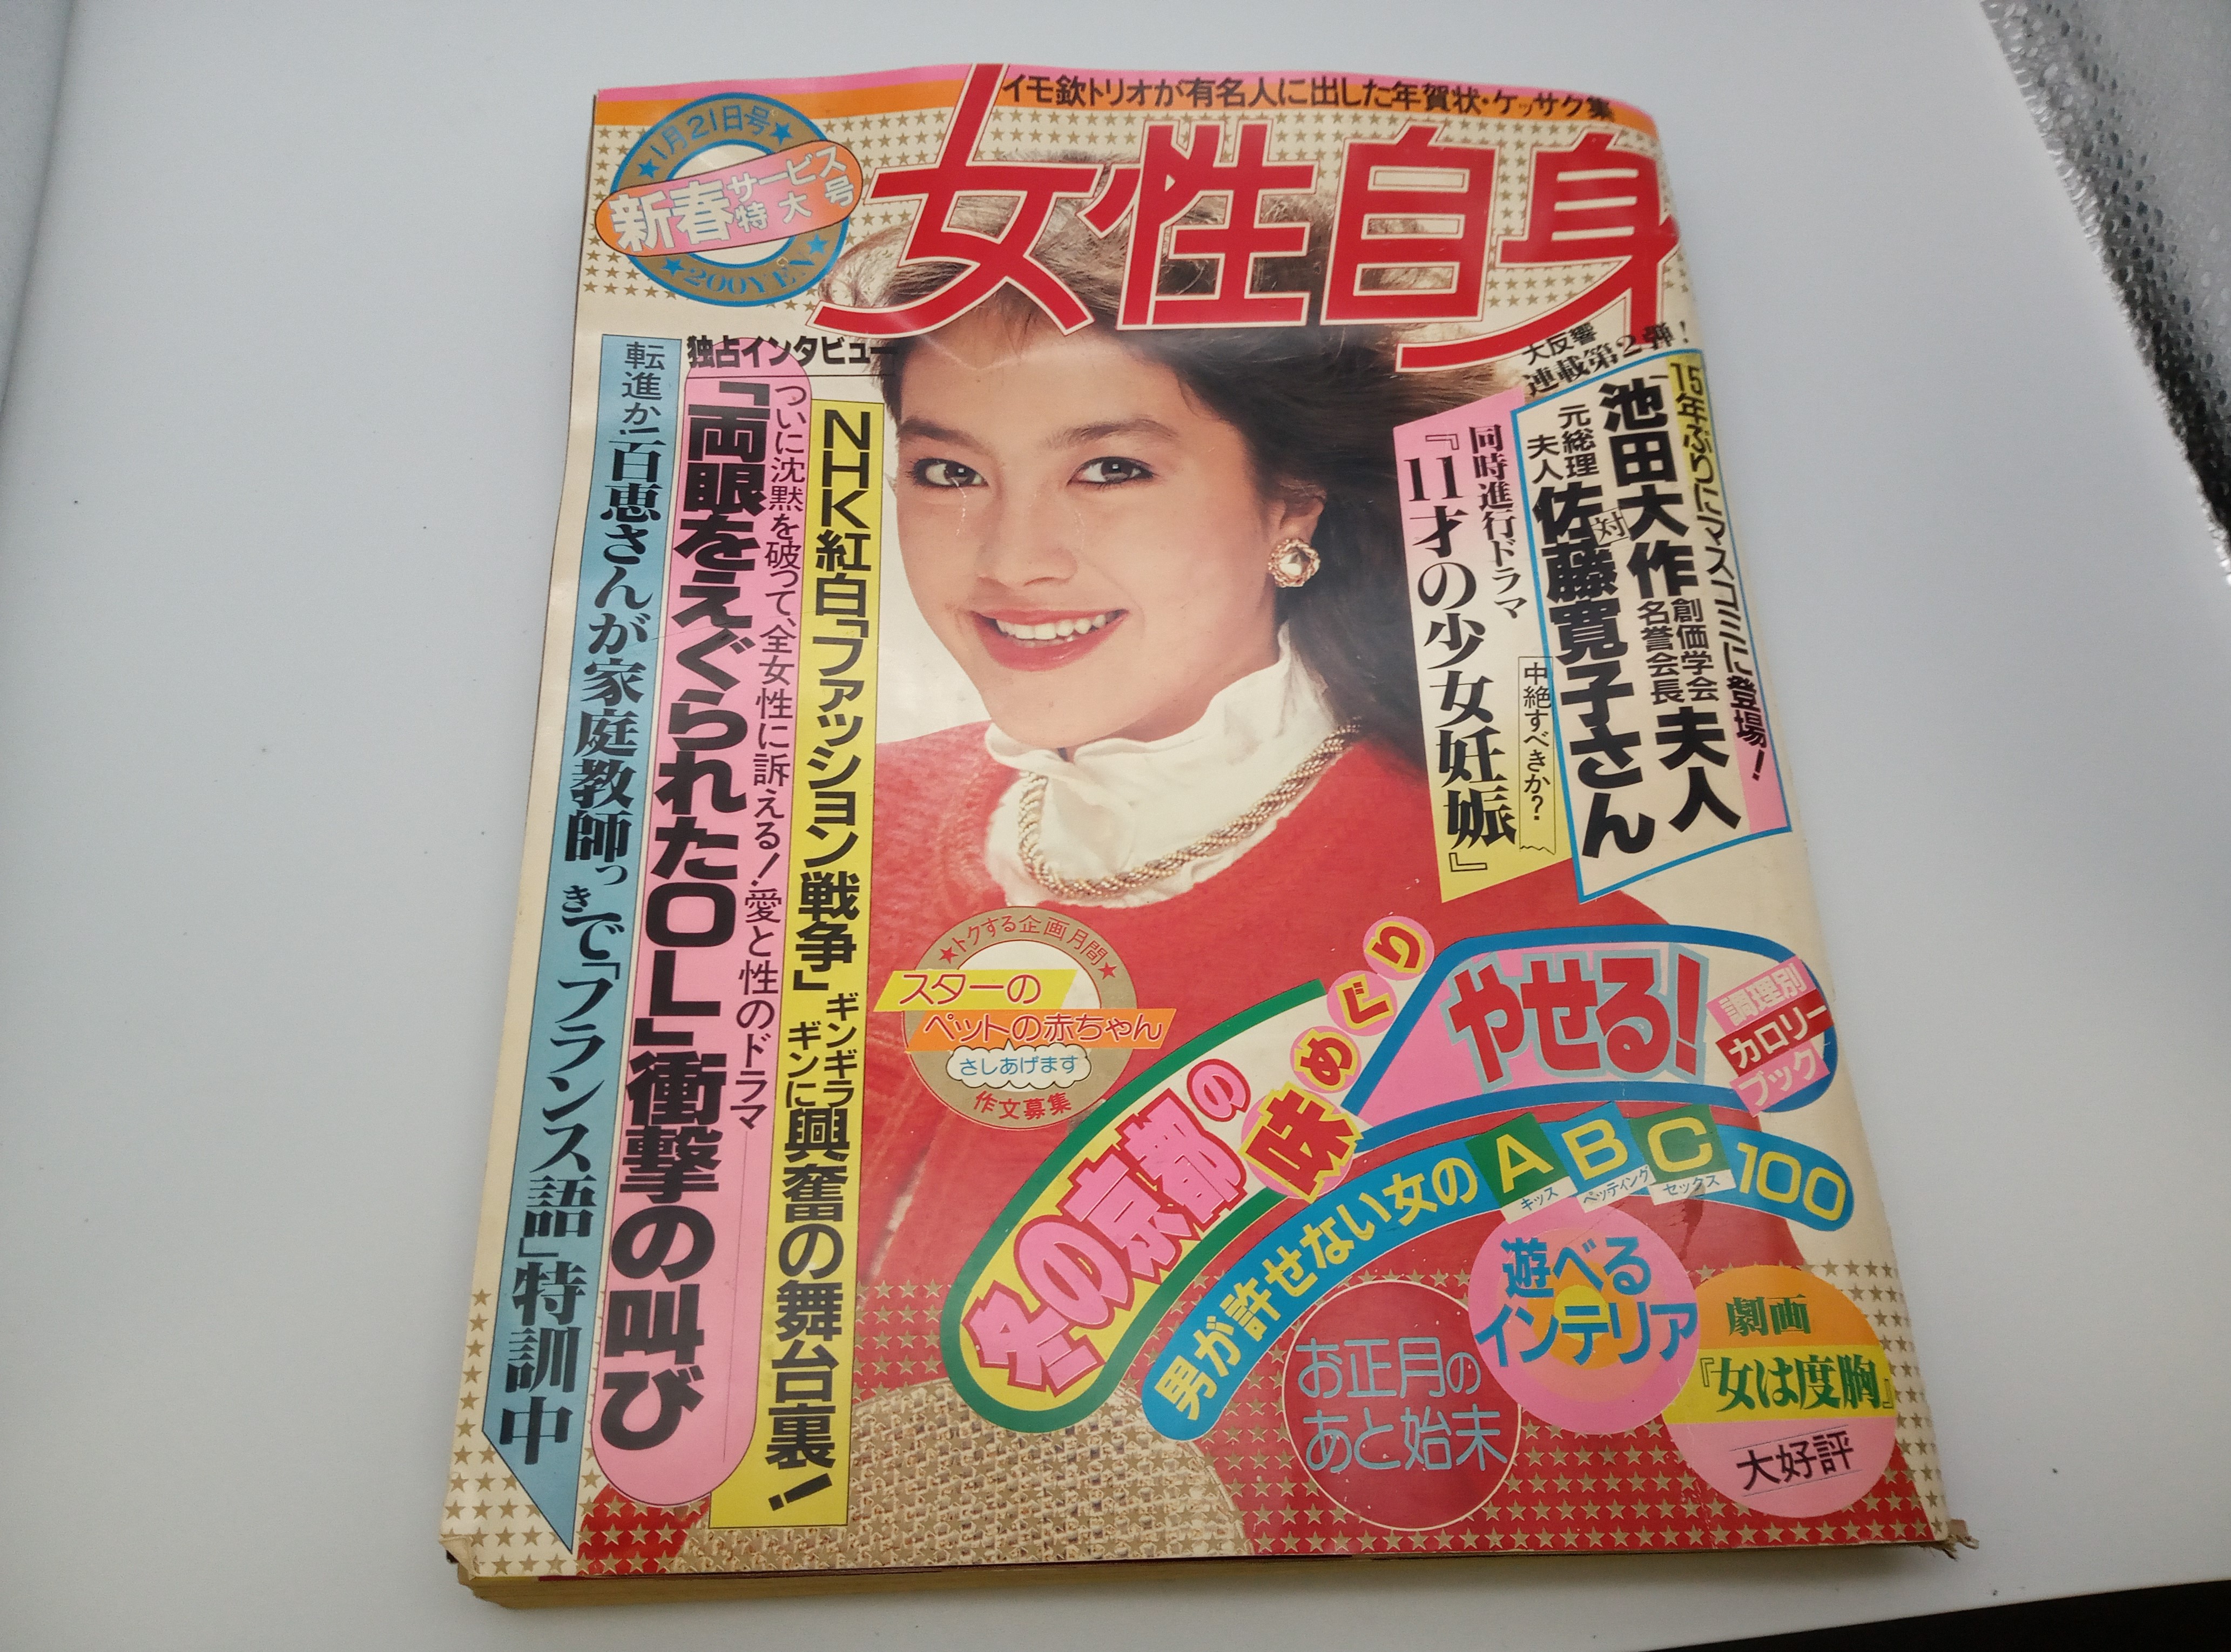 イモ欽トリオが有名人に出した年賀状・ケッサク集
★1月21日号★
新春サービス特大号
★200YEN★
女性自身
大反響
連載第2弾!
15年ぶりにマスコミに登場!
池田大作創価学会名誉会長夫人
対
元総理夫人佐藤寛子さん
同時進行ドラマ
『11才の少女妊娠』
中絶すべきか?
独占インタビュー
NHK紅白「ファッション戦争」
ギンギラギンに興奮の舞台裏!
ついに沈黙を破って、全女性に訴える!愛と性のドラマ
「両眼をえぐられたOL」衝撃の叫び
転進か!百恵さんが家庭教師つきで「フランス語」特訓中
★トクする企画月間★
スターの
ペットの赤ちゃん
さしあげます
作文募集
冬の京都の味めぐり
やせる!
調理別
カロリー
ブック
男が許せない女のABC100
キッス
ペッティング
セックス
遊べる
インテリア
お正月の
あと始末
劇画
『女は度胸』
大好評